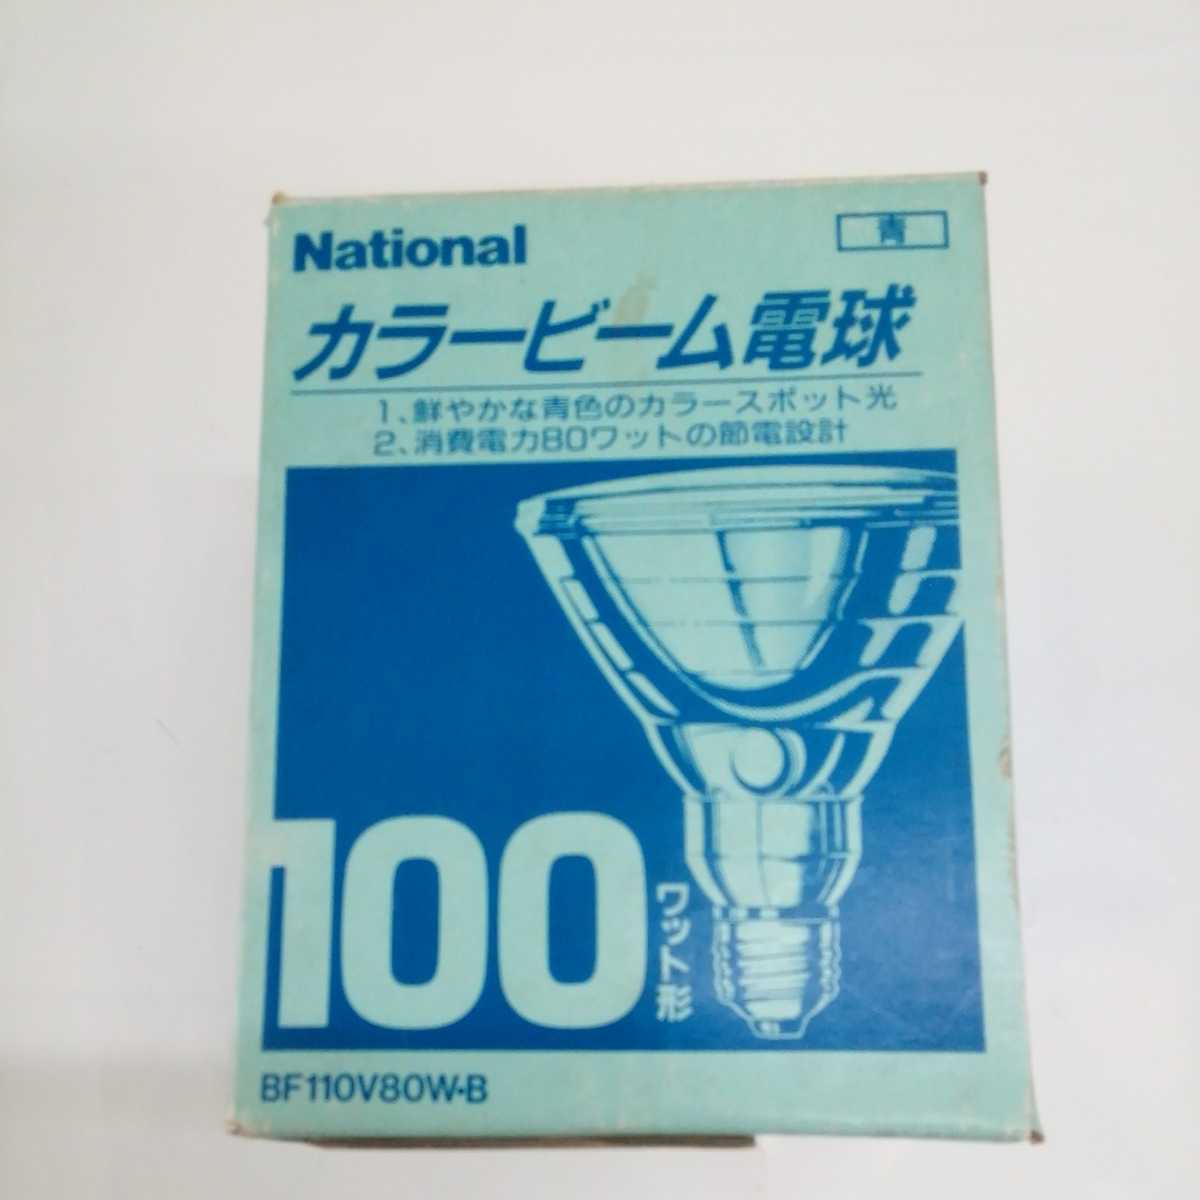 National
青
カラービーム電球
1、鮮やかな青色のカラースポット光
2、消費電力80ワットの節電設計
100
ワット形
BF110V80W・B